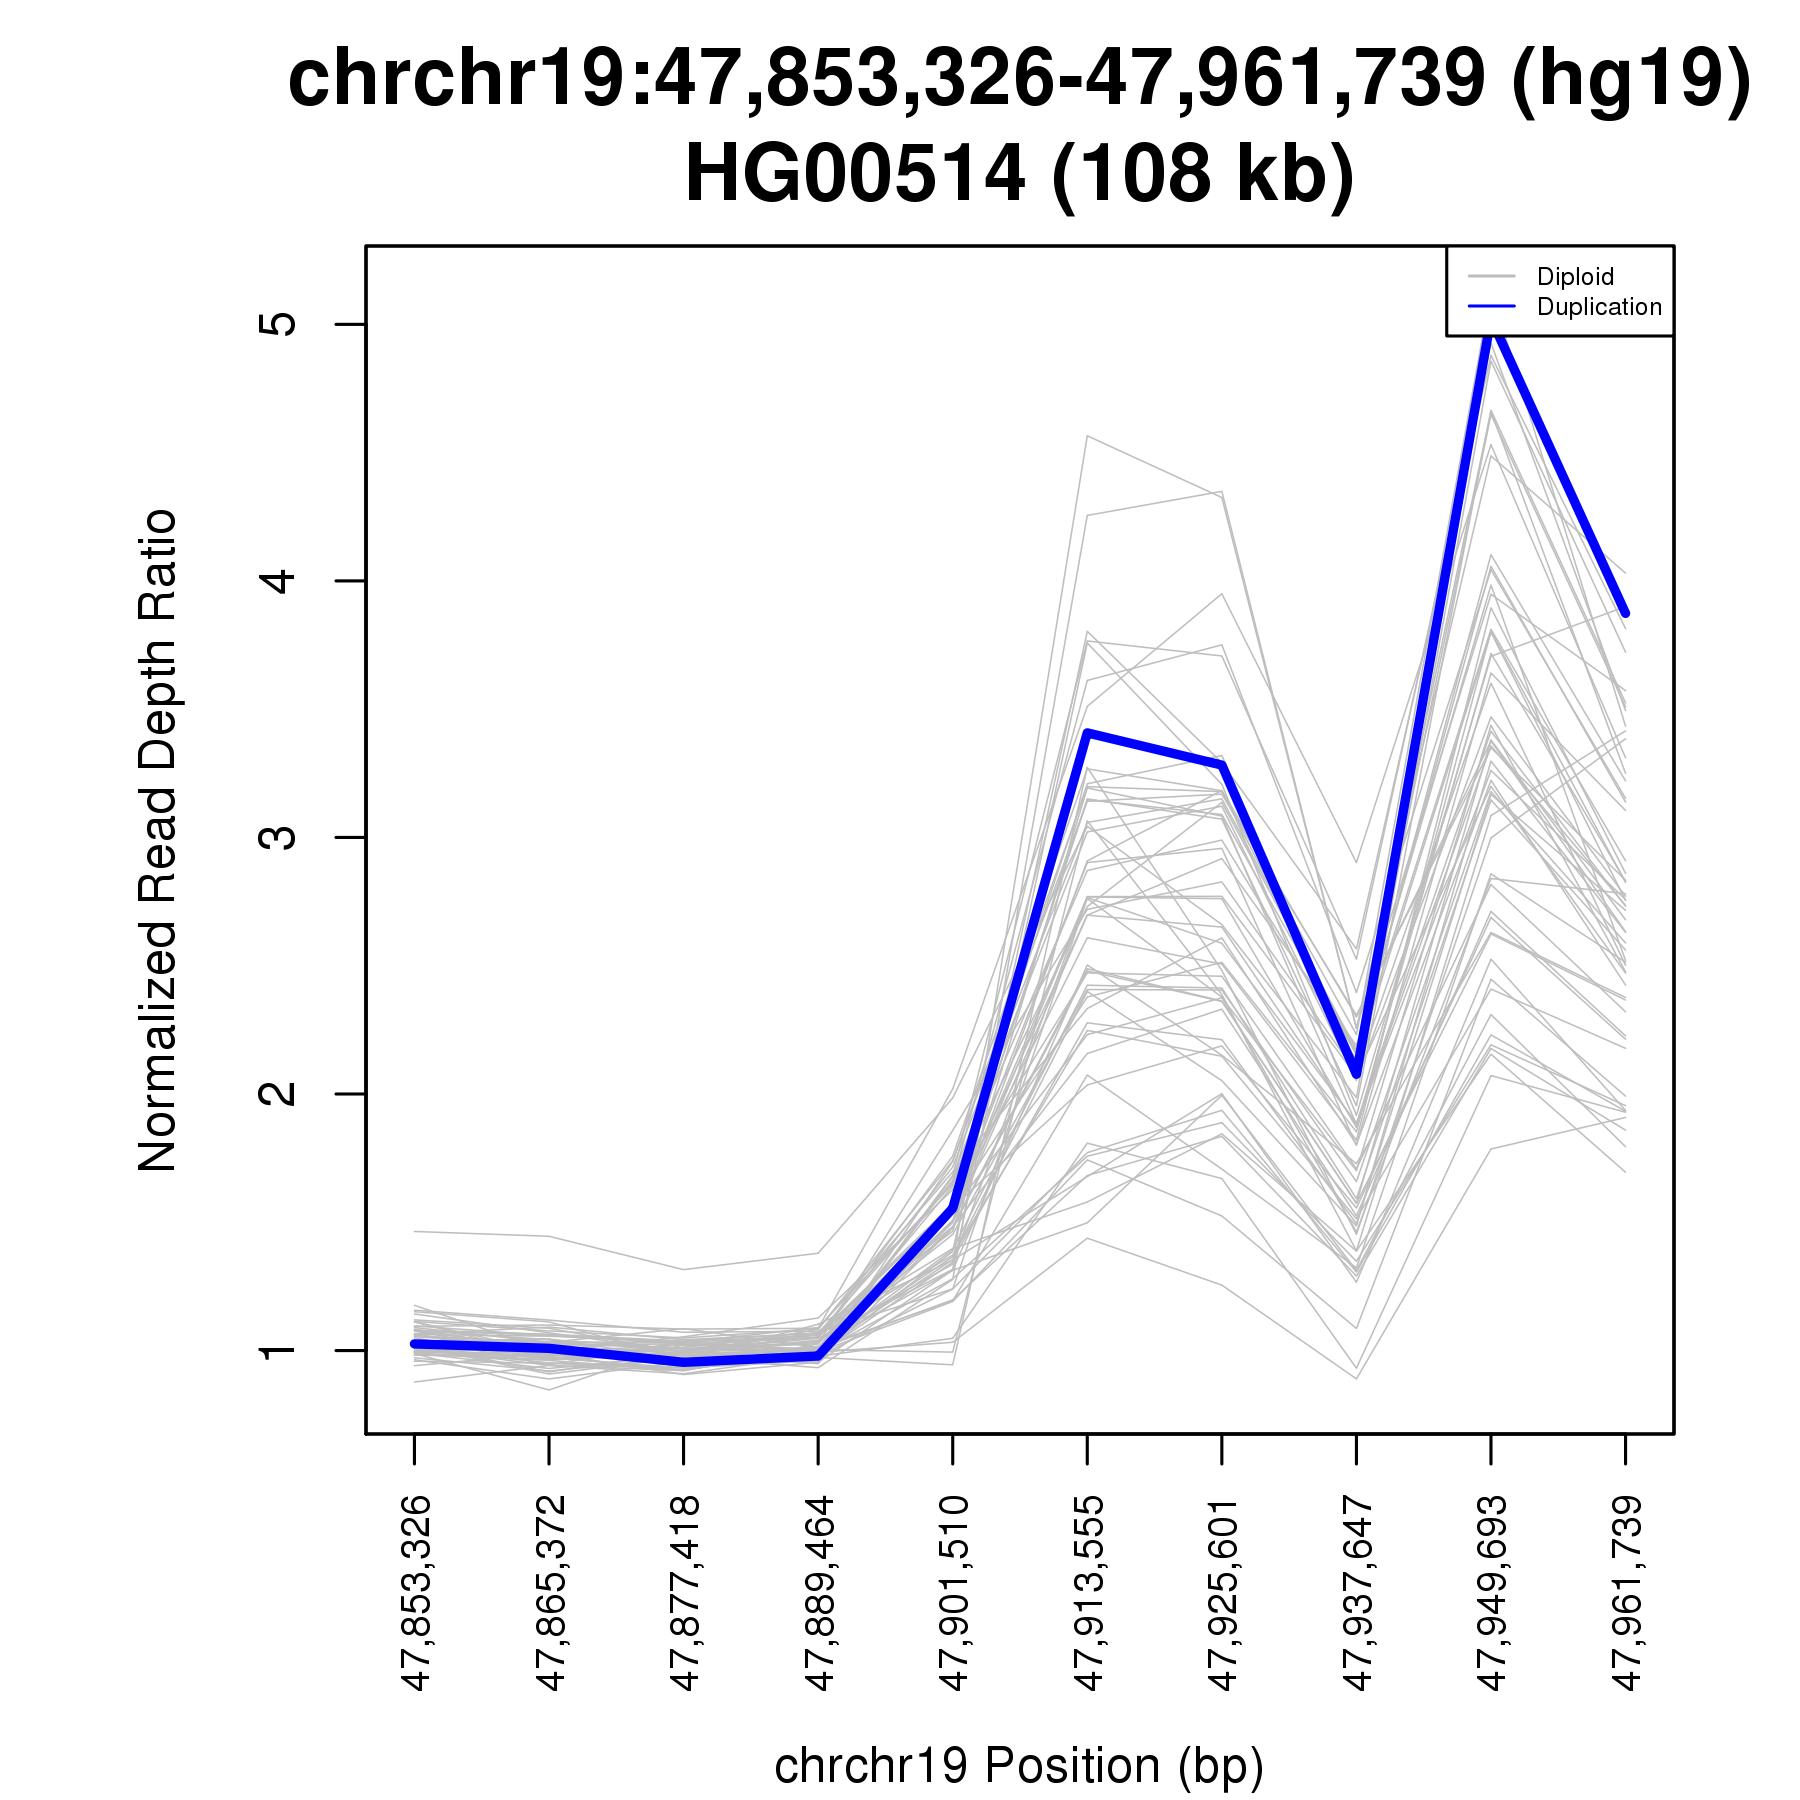 chrchr19:47,853,326-47,961,739 (hg19)
HG00514 (108 kb)
Diploid
Duplication
5
4
3
2
1
Normalized Read Depth Ratio
47,853,326
47,865,372
47,877,418
47,889,464
47,901,510
47,913,555
47,925,601
47,937,647
47,949,693
47,961,739
chrchr19 Position (bp)